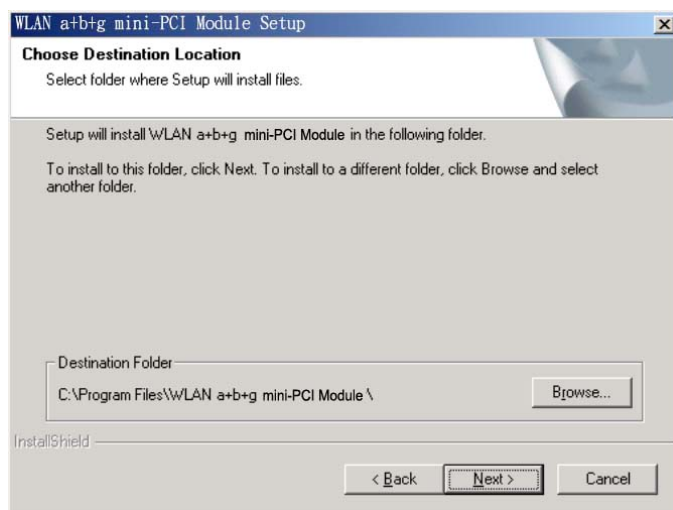 WLAN a+b+g mini-PCI Module Setup
Choose Destination Location
Select folder where Setup will install files.
Setup will install WLAN a+b+g mini-PCI Module in the following folder.
To install to this folder, click Next. To install to a different folder, click Browse and select
another folder.
Destination Folder
C:\Program Files\WLAN a+b+g mini-PCI Module \
Browse...
InstallShield
< Back
Next >
Cancel